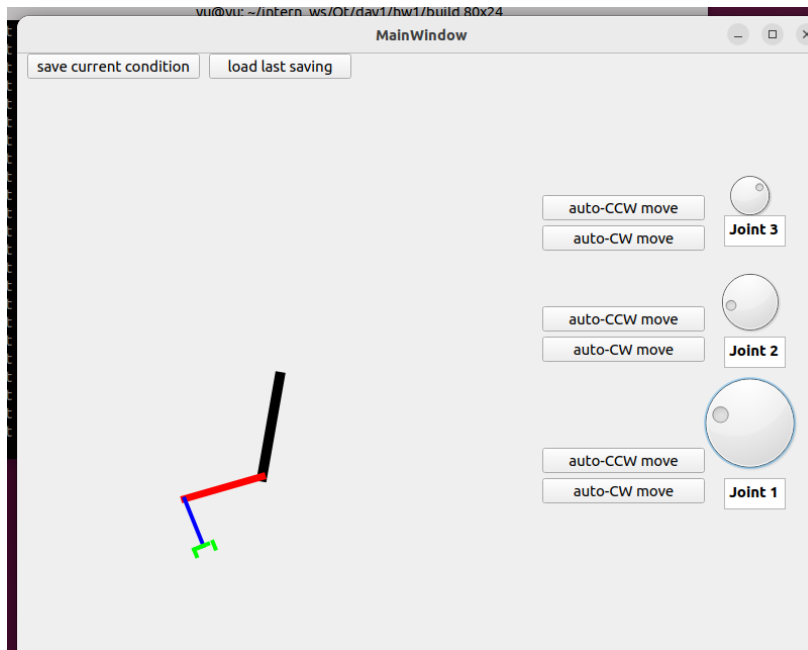 yu@yu: ~/intern_ws/Qt/day1/hw1/build 80x24
MainWindow
save current condition
load last saving
auto-CCW move
auto-CW move
Joint 3
auto-CCW move
auto-CW move
Joint 2
auto-CCW move
auto-CW move
Joint 1